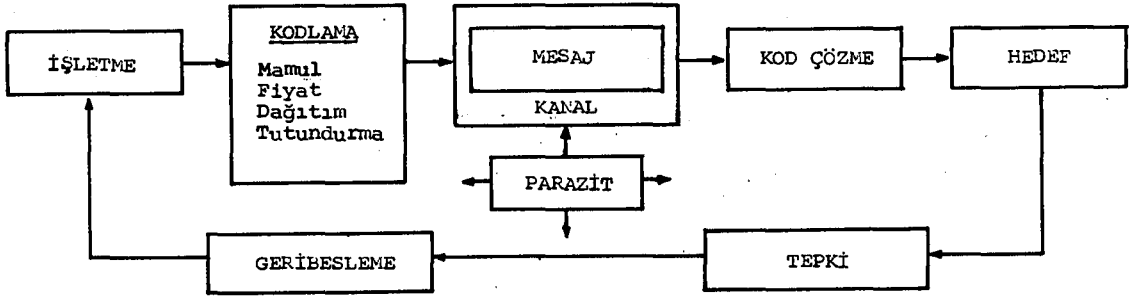 İŞLETME
KODLAMA
Mamul
Fiyat
Dağıtım
Tutundurma
MESAJ
KANAL
KOD ÇÖZME
HEDEF
PARAZİT
GERİBESLEME
TEPKİ